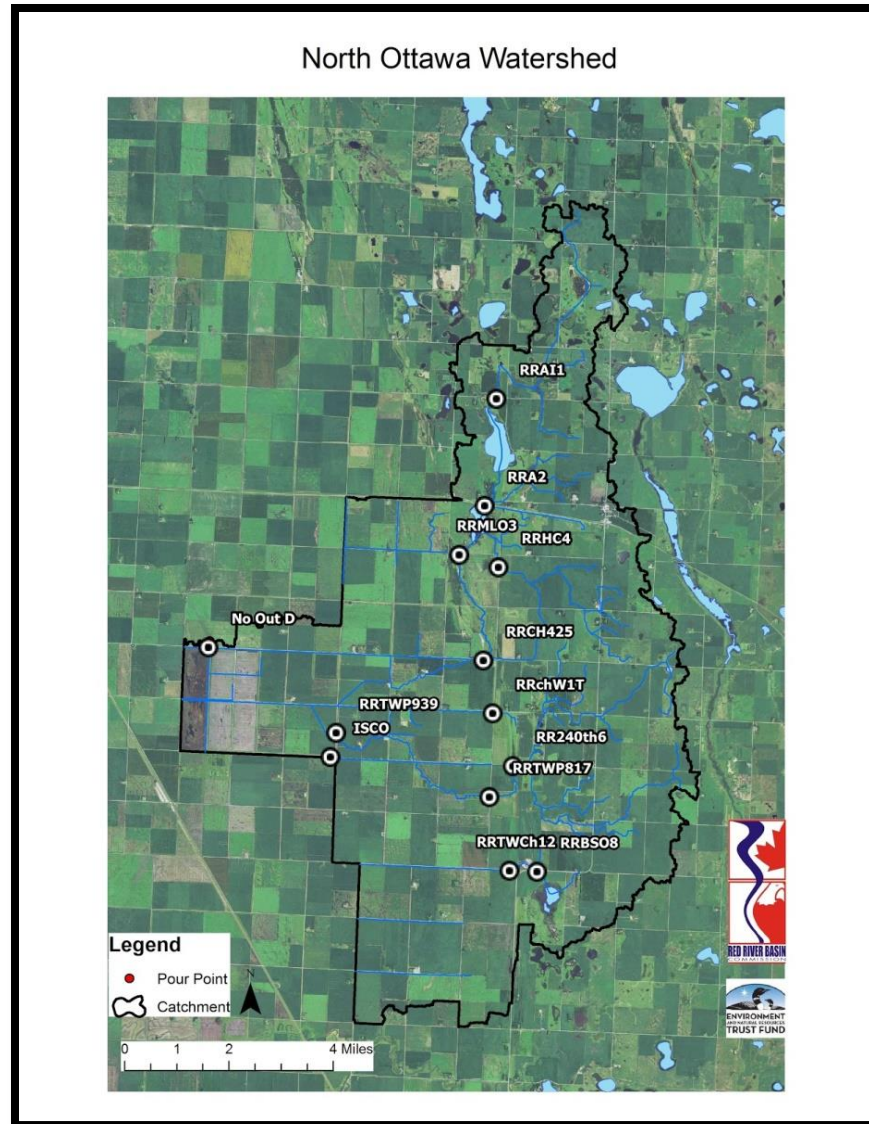 North Ottawa Watershed
RRAI1
RRA2
RRMLO3
RRHC4
No Out D
RRCH425
RRchW1T
RRTWP939
ISCO
RR240th6
RRTWP817
RRTWCh12
RRBSO8
Legend
Pour Point
Catchment
N
0 1 2 4 Miles
RED RIVER BASIN
COMMISSION
ENVIRONMENT
AND NATURAL RESOURCES
TRUST FUND